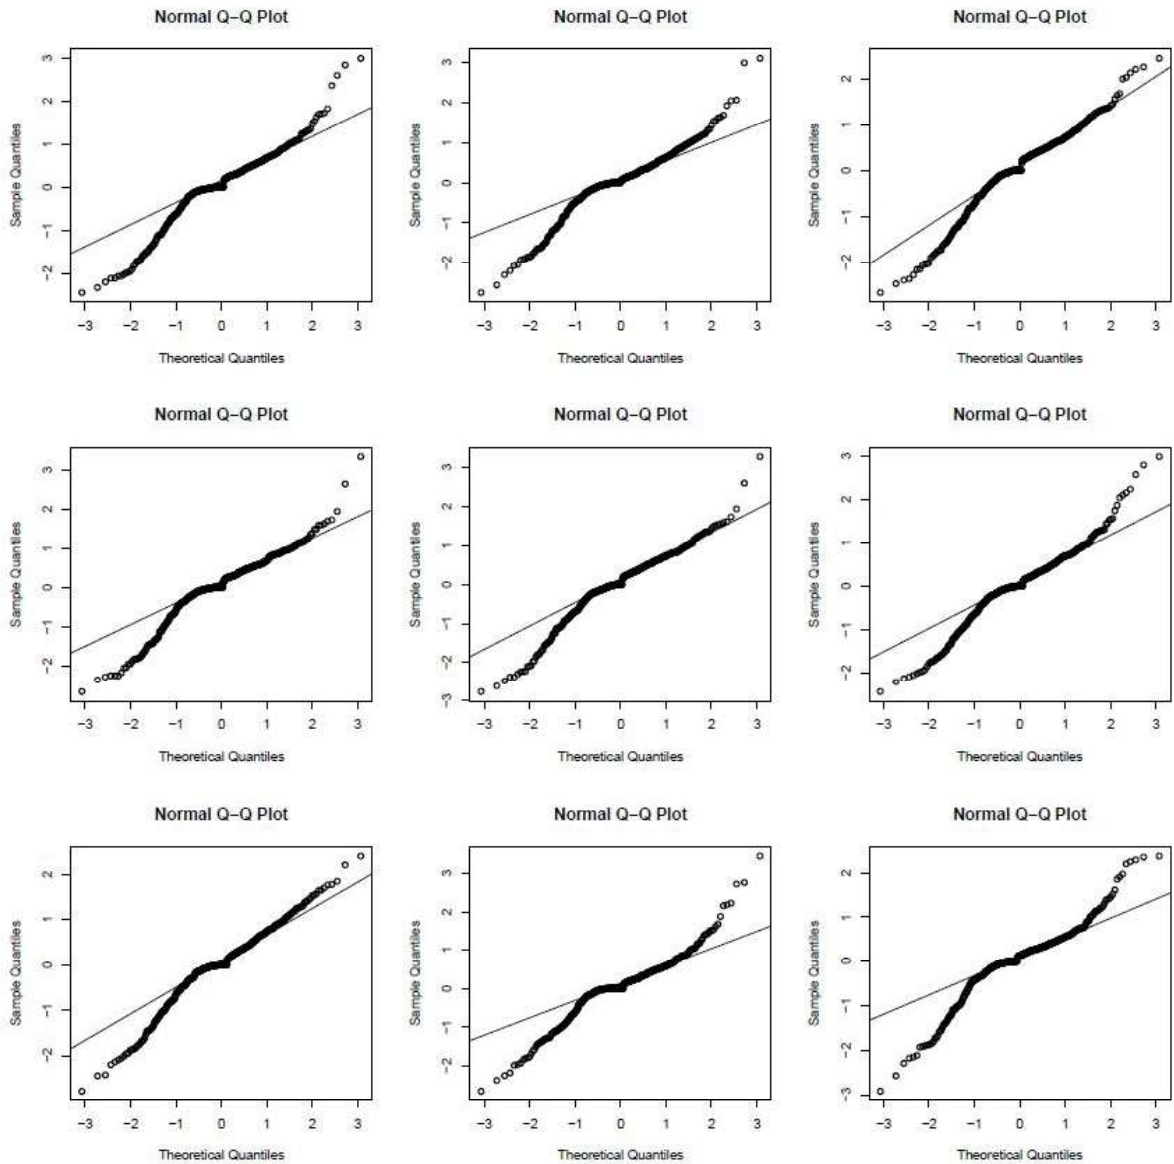 Normal Q–Q Plot Normal Q–Q Plot Normal Q–Q Plot
Sample Quantiles Sample Quantiles Sample Quantiles
3 2 1 0 −1 −2
3 2 1 0 −1 −2
2 1 0 −1 −2
−3 −2 −1 0 1 2 3 −3 −2 −1 0 1 2 3 −3 −2 −1 0 1 2 3
Theoretical Quantiles Theoretical Quantiles Theoretical Quantiles
Normal Q–Q Plot Normal Q–Q Plot Normal Q–Q Plot
Sample Quantiles Sample Quantiles Sample Quantiles
3 2 1 0 −1 −2
3 2 1 0 −1 −2 −3
3 2 1 0 −1 −2
−3 −2 −1 0 1 2 3 −3 −2 −1 0 1 2 3 −3 −2 −1 0 1 2 3
Theoretical Quantiles Theoretical Quantiles Theoretical Quantiles
Normal Q–Q Plot Normal Q–Q Plot Normal Q–Q Plot
Sample Quantiles Sample Quantiles Sample Quantiles
2 1 0 −1 −2
3 2 1 0 −1 −2
2 1 0 −1 −2 −3
−3 −2 −1 0 1 2 3 −3 −2 −1 0 1 2 3 −3 −2 −1 0 1 2 3
Theoretical Quantiles Theoretical Quantiles Theoretical Quantiles